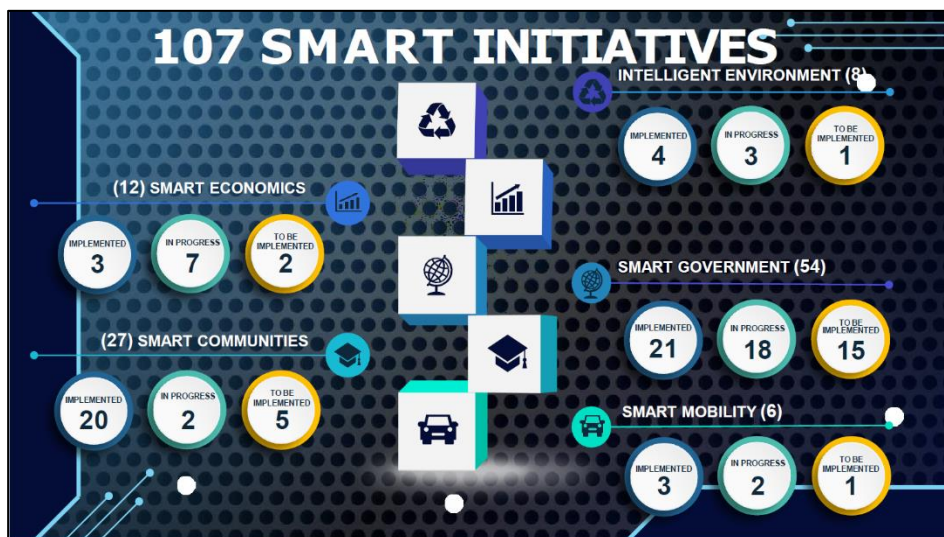 107 SMART INITIATIVES
INTELLIGENT ENVIRONMENT (8)
IMPLEMENTED
4
IN PROGRESS
3
TO BE
IMPLEMENTED
1
(12) SMART ECONOMICS
IMPLEMENTED
3
IN PROGRESS
7
TO BE
IMPLEMENTED
2
SMART GOVERNMENT (54)
IMPLEMENTED
21
IN PROGRESS
18
TO BE
IMPLEMENTED
15
(27) SMART COMMUNITIES
IMPLEMENTED
20
IN PROGRESS
2
TO BE
IMPLEMENTED
5
SMART MOBILITY (6)
IMPLEMENTED
3
IN PROGRESS
2
TO BE
IMPLEMENTED
1